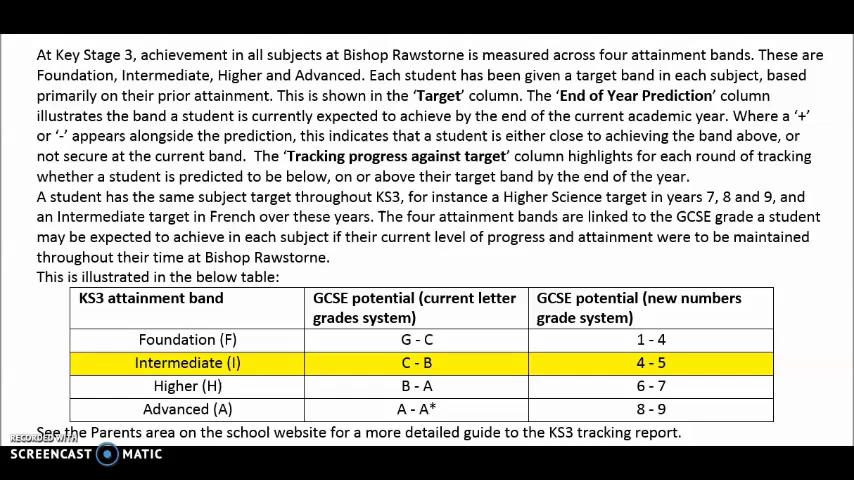 At Key Stage 3, achievement in all subjects at Bishop Rawstorne is measured across four attainment bands. These are
Foundation, Intermediate, Higher and Advanced. Each student has been given a target band in each subject, based
primarily on their prior attainment. This is shown in the ‘Target’ column. The ‘End of Year Prediction’ column
illustrates the band a student is currently expected to achieve by the end of the current academic year. Where a ‘+’
or ‘-’ appears alongside the prediction, this indicates that a student is either close to achieving the band above, or
not secure at the current band. The ‘Tracking progress against target’ column highlights for each round of tracking
whether a student is predicted to be below, on or above their target band by the end of the year.
A student has the same subject target throughout KS3, for instance a Higher Science target in years 7, 8 and 9, and
an Intermediate target in French over these years. The four attainment bands are linked to the GCSE grade a student
may be expected to achieve in each subject if their current level of progress and attainment were to be maintained
throughout their time at Bishop Rawstorne.
This is illustrated in the below table:
KS3 attainment band GCSE potential (current letter grades system) GCSE potential (new numbers grade system)
Foundation (F) G - C 1 - 4
Intermediate (I) C - B 4 - 5
Higher (H) B - A 6 - 7
Advanced (A) A - A* 8 - 9
See the Parents area on the school website for a more detailed guide to the KS3 tracking report.
RECORDED WITH
SCREENCAST MATIC